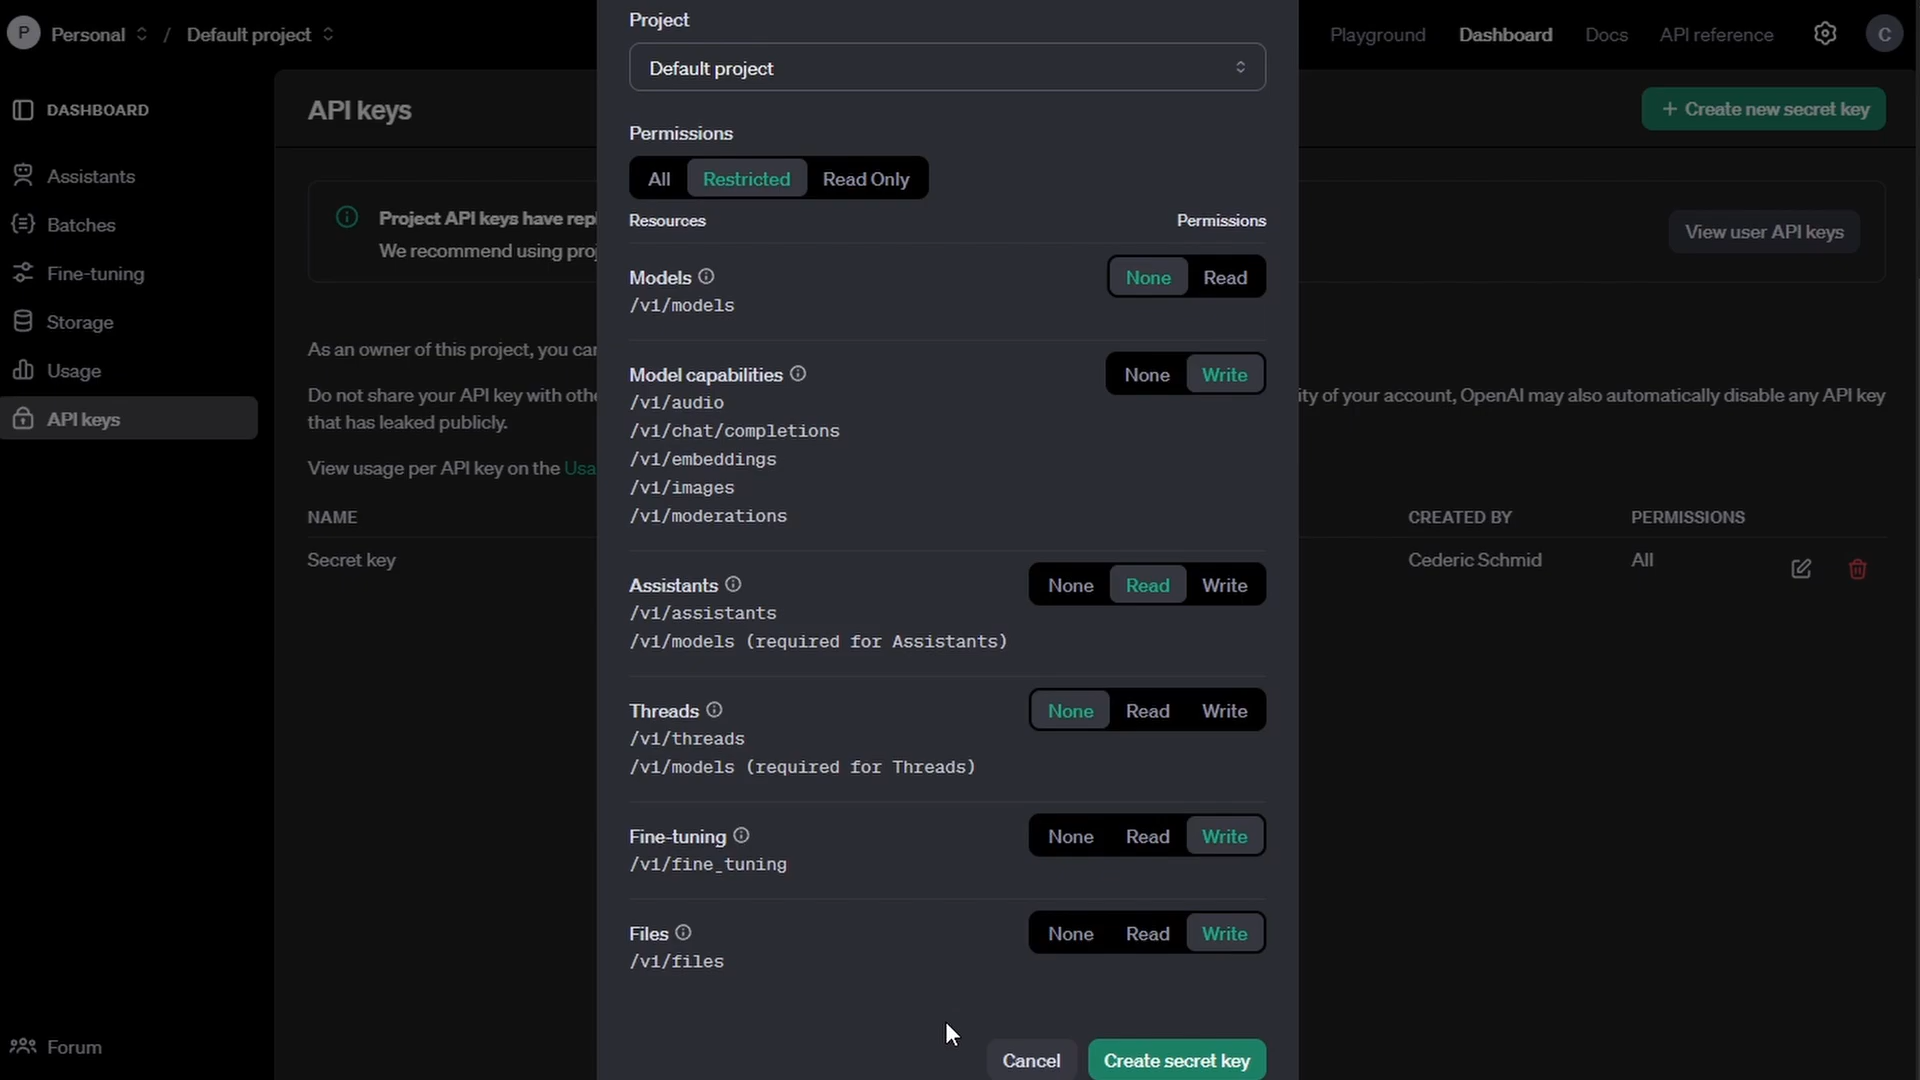 P Personal / Default project
Playground Dashboard Docs API reference C
DASHBOARD
Assistants
Batches
Fine-tuning
Storage
Usage
API keys
Forum
API keys
+ Create new secret key
Project API keys have repl
We recommend using proj
View user API keys
As an owner of this project, you can
Do not share your API key with othe
ity of your account, OpenAI may also automatically disable any API key
that has leaked publicly.
View usage per API key on the Usa
NAME CREATED BY PERMISSIONS
Secret key Cederic Schmid All
Project
Default project
Permissions
All Restricted Read Only
Resources Permissions
Models None Read
/v1/models
Model capabilities None Write
/v1/audio
/v1/chat/completions
/v1/embeddings
/v1/images
/v1/moderations
Assistants None Read Write
/v1/assistants
/v1/models (required for Assistants)
Threads None Read Write
/v1/threads
/v1/models (required for Threads)
Fine-tuning None Read Write
/v1/fine_tuning
Files None Read Write
/v1/files
Cancel Create secret key